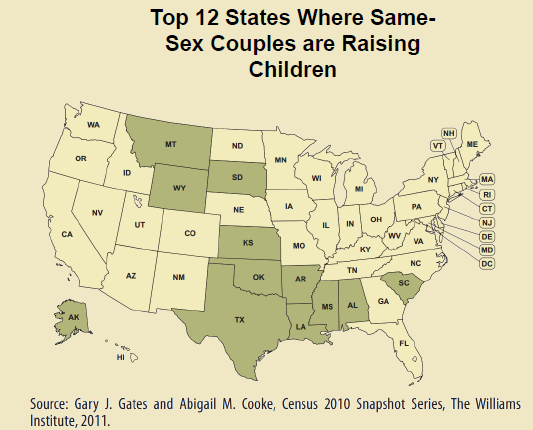 Top 12 States Where Same-
Sex Couples are Raising
Children
WA
MT
ND
MN
NH
VT
ME
OR
ID
WY
SD
WI
MI
NY
MA
RI
CT
NJ
DE
MD
DC
NV
UT
CO
NE
IA
IL
IN
OH
PA
CA
KS
MO
KY
WV
VA
AZ
NM
OK
AR
TN
NC
SC
TX
LA
MS
AL
GA
FL
AK
HI
Source: Gary J. Gates and Abigail M. Cooke, Census 2010 Snapshot Series, The Williams
Institute, 2011.